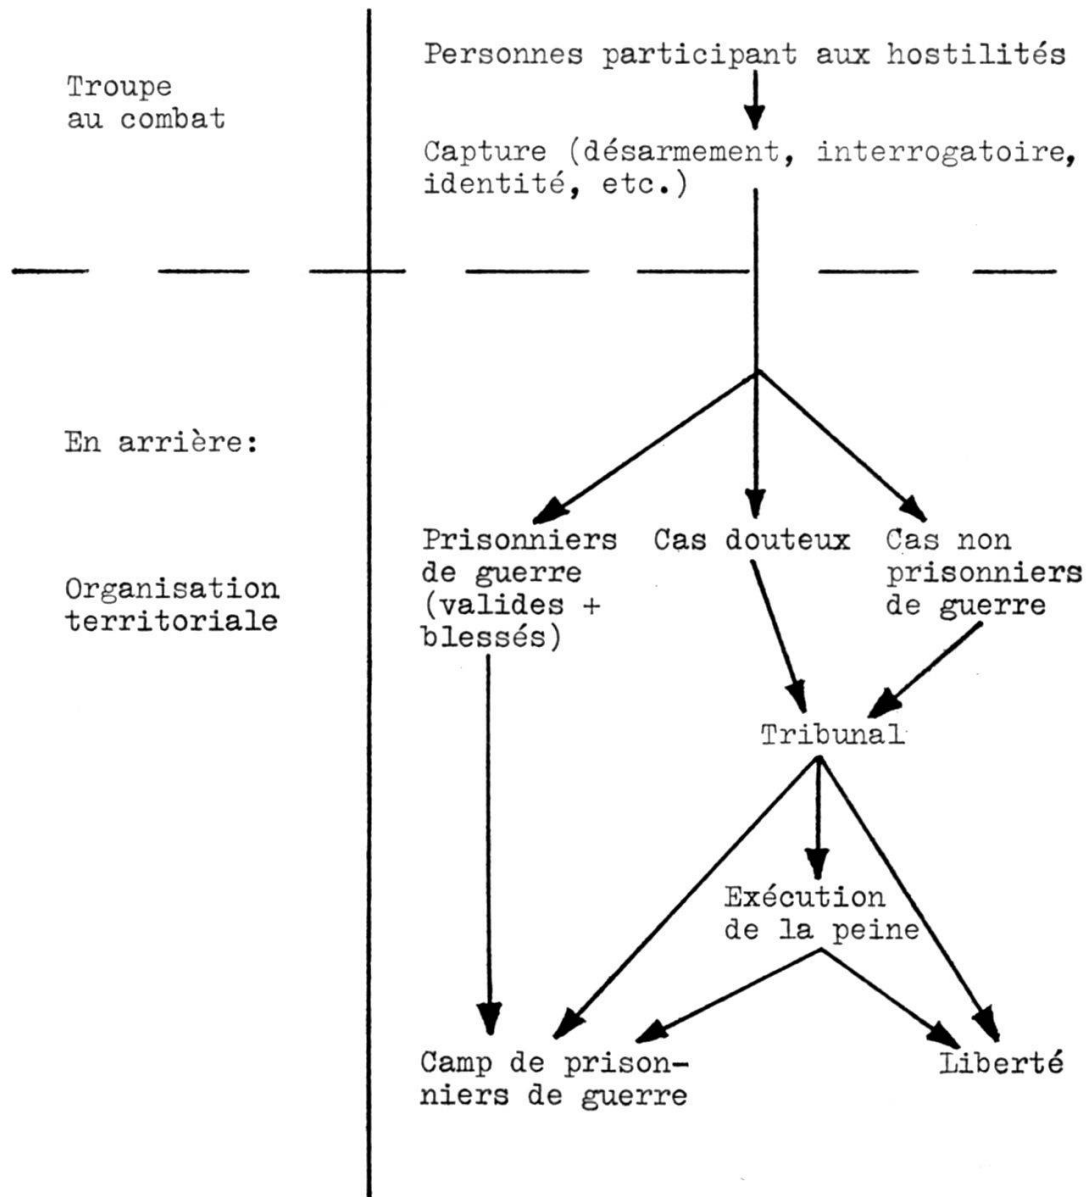 Troupe
au combat
Personnes participant aux hostilités
Capture (désarmement, interrogatoire,
identité, etc.)
En arrière:
Organisation
territoriale
Prisonniers
de guerre
(valides +
blessés)
Cas douteux
Cas non
prisonniers
de guerre
Tribunal
Exécution
de la peine
Camp de prison-
niers de guerre
Liberté